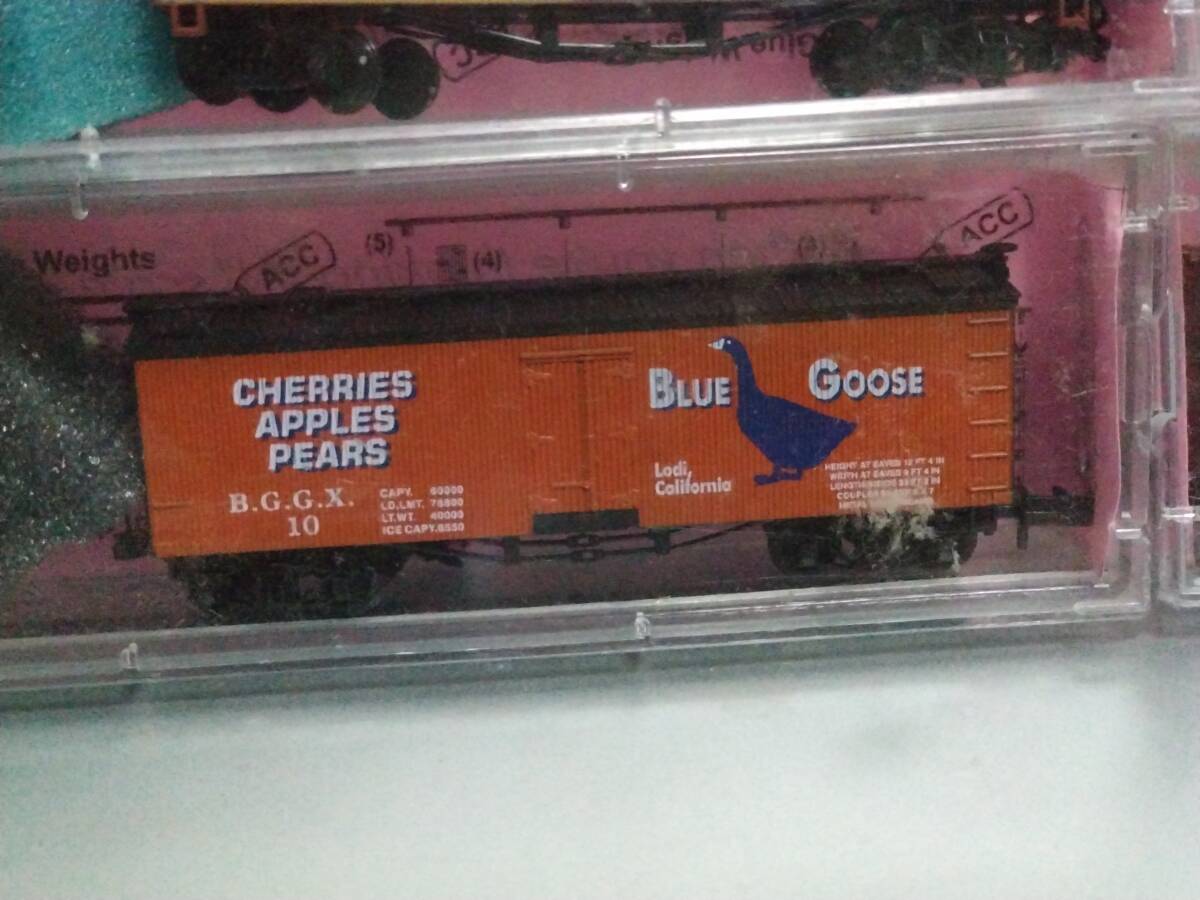 Weights
ACC
(5)
(4)
ACC
CHERRIES
APPLES
PEARS
B.G.G.X.
10
CAPY. 60000
LD.LMT. 75800
LT.WT. 40000
ICE CAPY.8550
BLUE GOOSE
Lodi,
California
HEIGHT AT EAVES 12 FT 4 IN
WIDTH AT EAVES 9 FT 4 IN